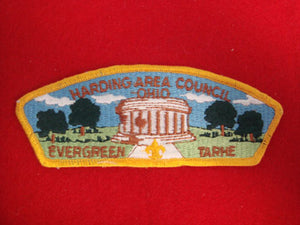 HARDING AREA COUNCIL
OHIO
EVERGREEN TARHE